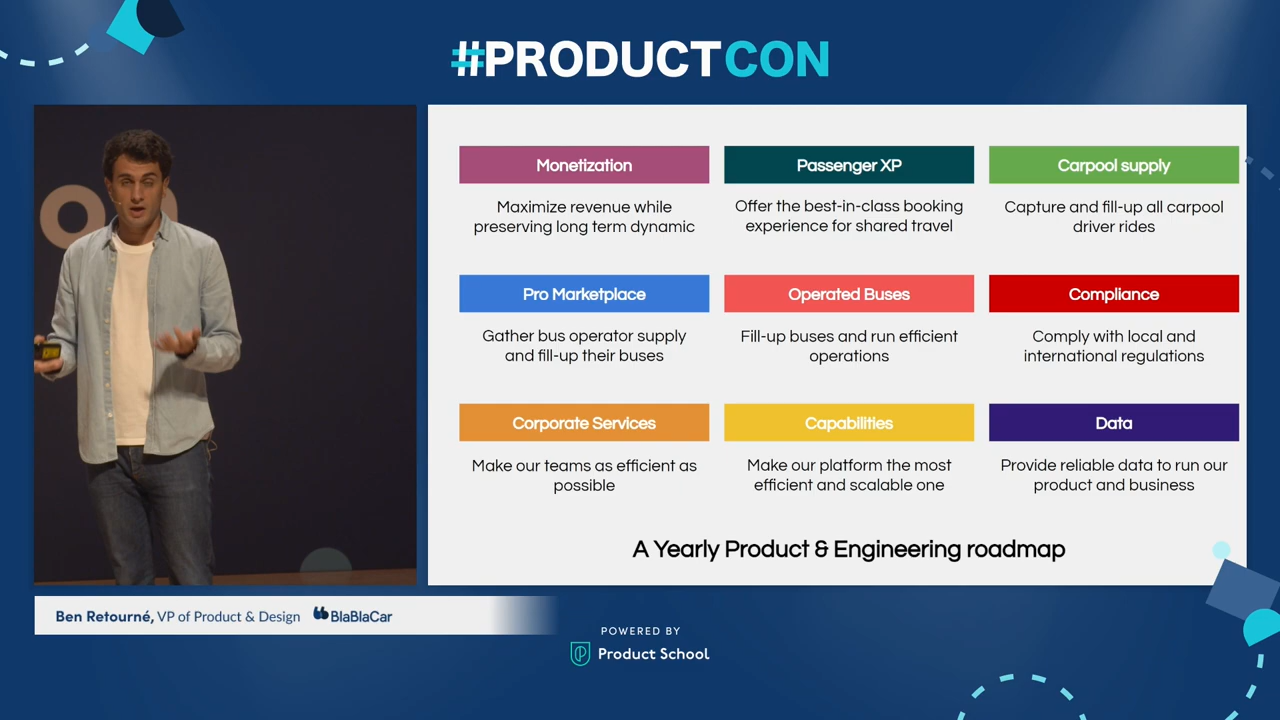 #PRODUCTCON
Monetization
Maximize revenue while
preserving long term dynamic
Passenger XP
Offer the best-in-class booking
experience for shared travel
Carpool supply
Capture and fill-up all carpool
driver rides
Pro Marketplace
Gather bus operator supply
and fill-up their buses
Operated Buses
Fill-up buses and run efficient
operations
Compliance
Comply with local and
international regulations
Corporate Services
Make our teams as efficient as
possible
Capabilities
Make our platform the most
efficient and scalable one
Data
Provide reliable data to run our
product and business
A Yearly Product & Engineering roadmap
Ben Retourné, VP of Product & Design BlaBlaCar
POWERED BY
Product School